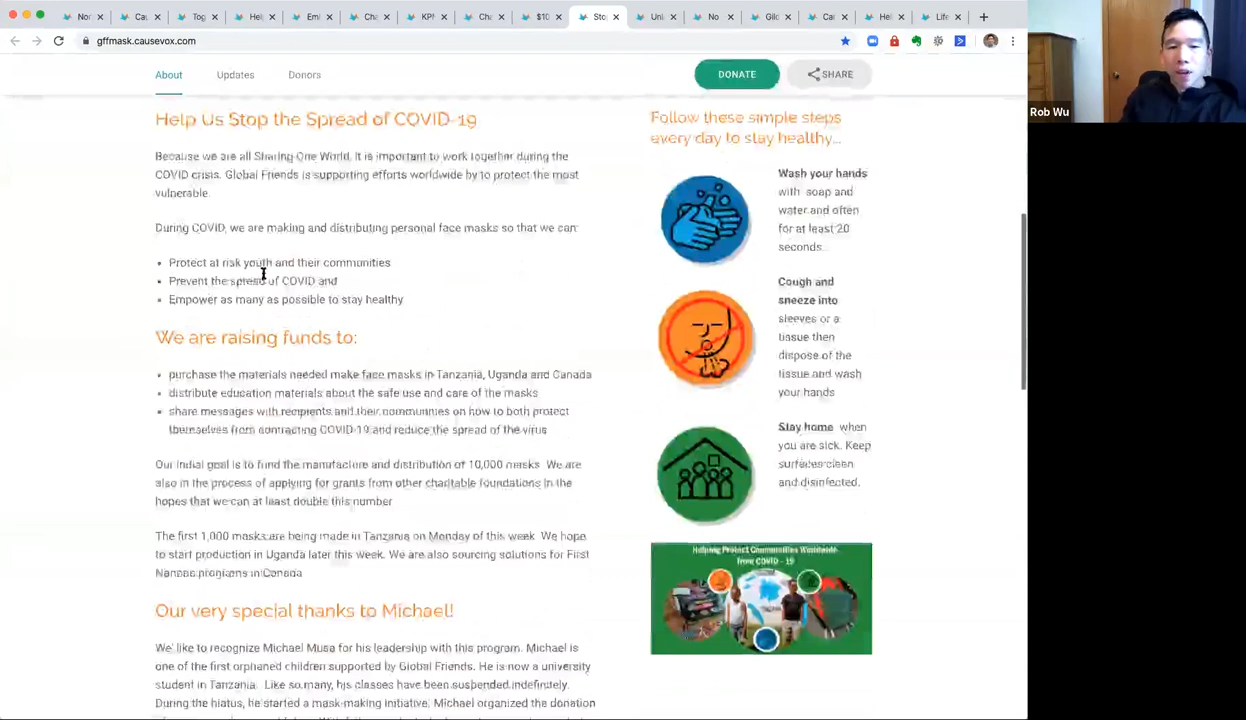 Nor
Cau
Tog
Hel
Emi
Cha
KPI
Cha
$10
Sto
Uni
No
Glo
Cau
Hel
Life
gffmask.causevox.com
About
Updates
Donors
DONATE
SHARE
Rob Wu
Help Us Stop the Spread of COVID-19
Because we are all Sharing One World, It is important to work together during the
COVID crisis. Global Friends is supporting efforts worldwide by to protect the most
vulnerable.
During COVID, we are making and distributing personal face masks so that we can:
• Protect at risk youth and their communities
• Prevent the spread of COVID and
• Empower as many as possible to stay healthy
We are raising funds to:
• purchase the materials needed make face masks in Tanzania, Uganda and Canada
• distribute education materials about the safe use and care of the masks
• share messages with recipients and their communities on how to both protect
themselves from contracting COVID-19 and reduce the spread of the virus
Our initial goal is to fund the manufacture and distribution of 10,000 masks. We are
also in the process of applying for grants from other charitable foundations in the
hopes that we can at least double this number
The first 1,000 masks are being made in Tanzania on Monday of this week. We hope
to start production in Uganda later this week. We are also sourcing solutions for First
Nations programs in Canada
Our very special thanks to Michael!
We' like to recognize Michael Musa for his leadership with this program. Michael is
one of the first orphaned children supported by Global Friends. He is now a university
student in Tanzania. Like so many, his classes have been suspended indefinitely.
During the hiatus, he started a mask-making initiative. Michael organized the donation
Follow these simple steps
every day to stay healthy...
Wash your hands
with soap and
water and often
for at least 20
seconds.
Cough and
sneeze into
sleeves or a
tissue then
dispose of the
tissue and wash
your hands
Stay home when
you are sick. Keep
surfaces clean
and disinfected.
Helping Protect Communities Worldwide
from COVID - 19